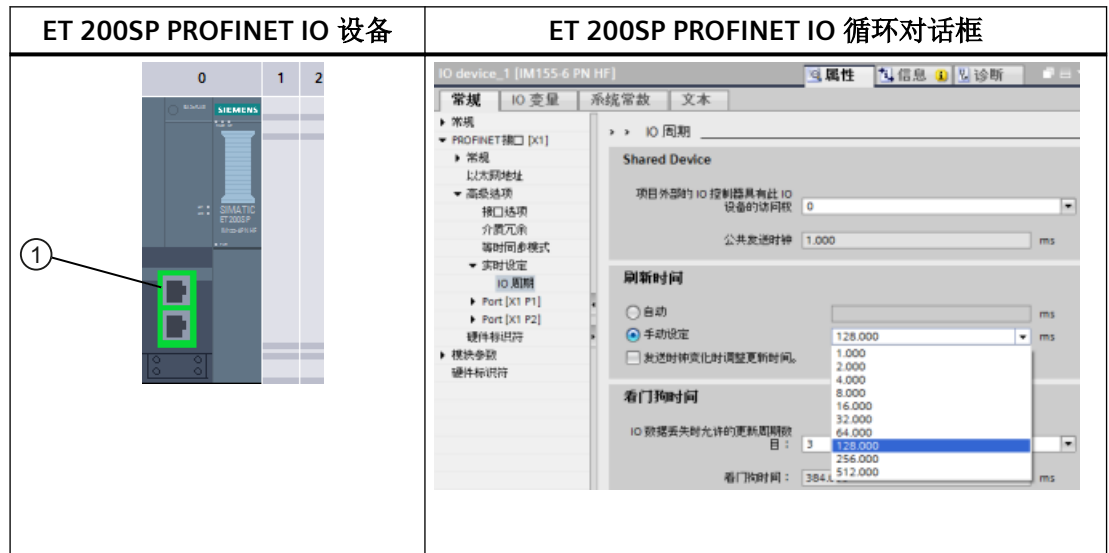 ET 200SP PROFINET IO 设备
ET 200SP PROFINET IO 循环对话框
0 1 2
SIEMENS
SIMATIC
ET 200SP
①
IO device_1 [IM155-6 PN HF]
属性 信息 诊断
常规 IO 变量 系统常数 文本
常规
PROFINET接口 [X1]
常规
以太网地址
高级选项
接口选项
介质冗余
等时同步模式
实时设定
IO 周期
Port [X1 P1]
Port [X1 P2]
硬件标识符
模块参数
硬件标识符
IO 周期
Shared Device
项目外部的 IO 控制器具有此 IO
设备的访问权 0
公共发送时钟 1.000 ms
刷新时间
自动 ms
手动设定 128.000 ms
发送时钟变化时调整更新时间。
1.000
2.000
4.000
8.000
16.000
32.000
64.000
128.000
256.000
512.000
看门狗时间
IO 数据丢失时允许的更新周期数
目： 3
看门狗时间： 384. ms